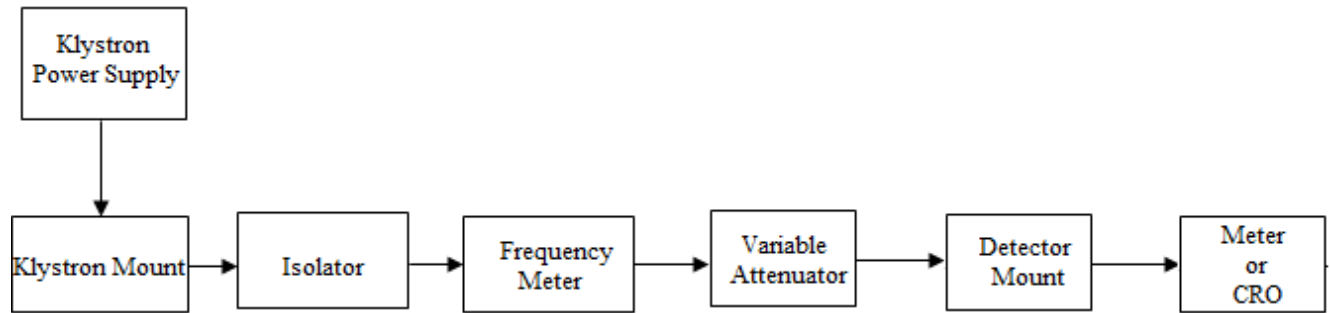 Klystron
Power Supply
Klystron Mount
Isolator
Frequency
Meter
Variable
Attenuator
Detector
Mount
Meter
or
CRO